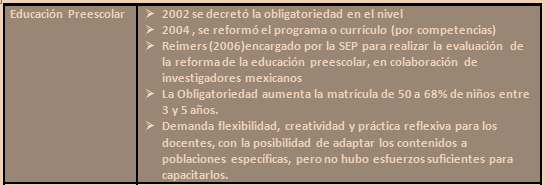 Educación Preescolar
➢ 2002 se decretó la obligatoriedad en el nivel
➢ 2004 , se reformó el programa o currículo (por competencias)
➢ Reimers (2006)encargado por la SEP para realizar la evaluación de
la reforma de la educación preescolar, en colaboración de
investigadores mexicanos
➢ La Obligatoriedad aumenta la matrícula de 50 a 68% de niños entre
3 y 5 años.
➢ Demanda flexibilidad, creatividad y práctica reflexiva para los
docentes, con la posibilidad de adaptar los contenidos a
poblaciones específicas, pero no hubo esfuerzos suficientes para
capacitarlos.